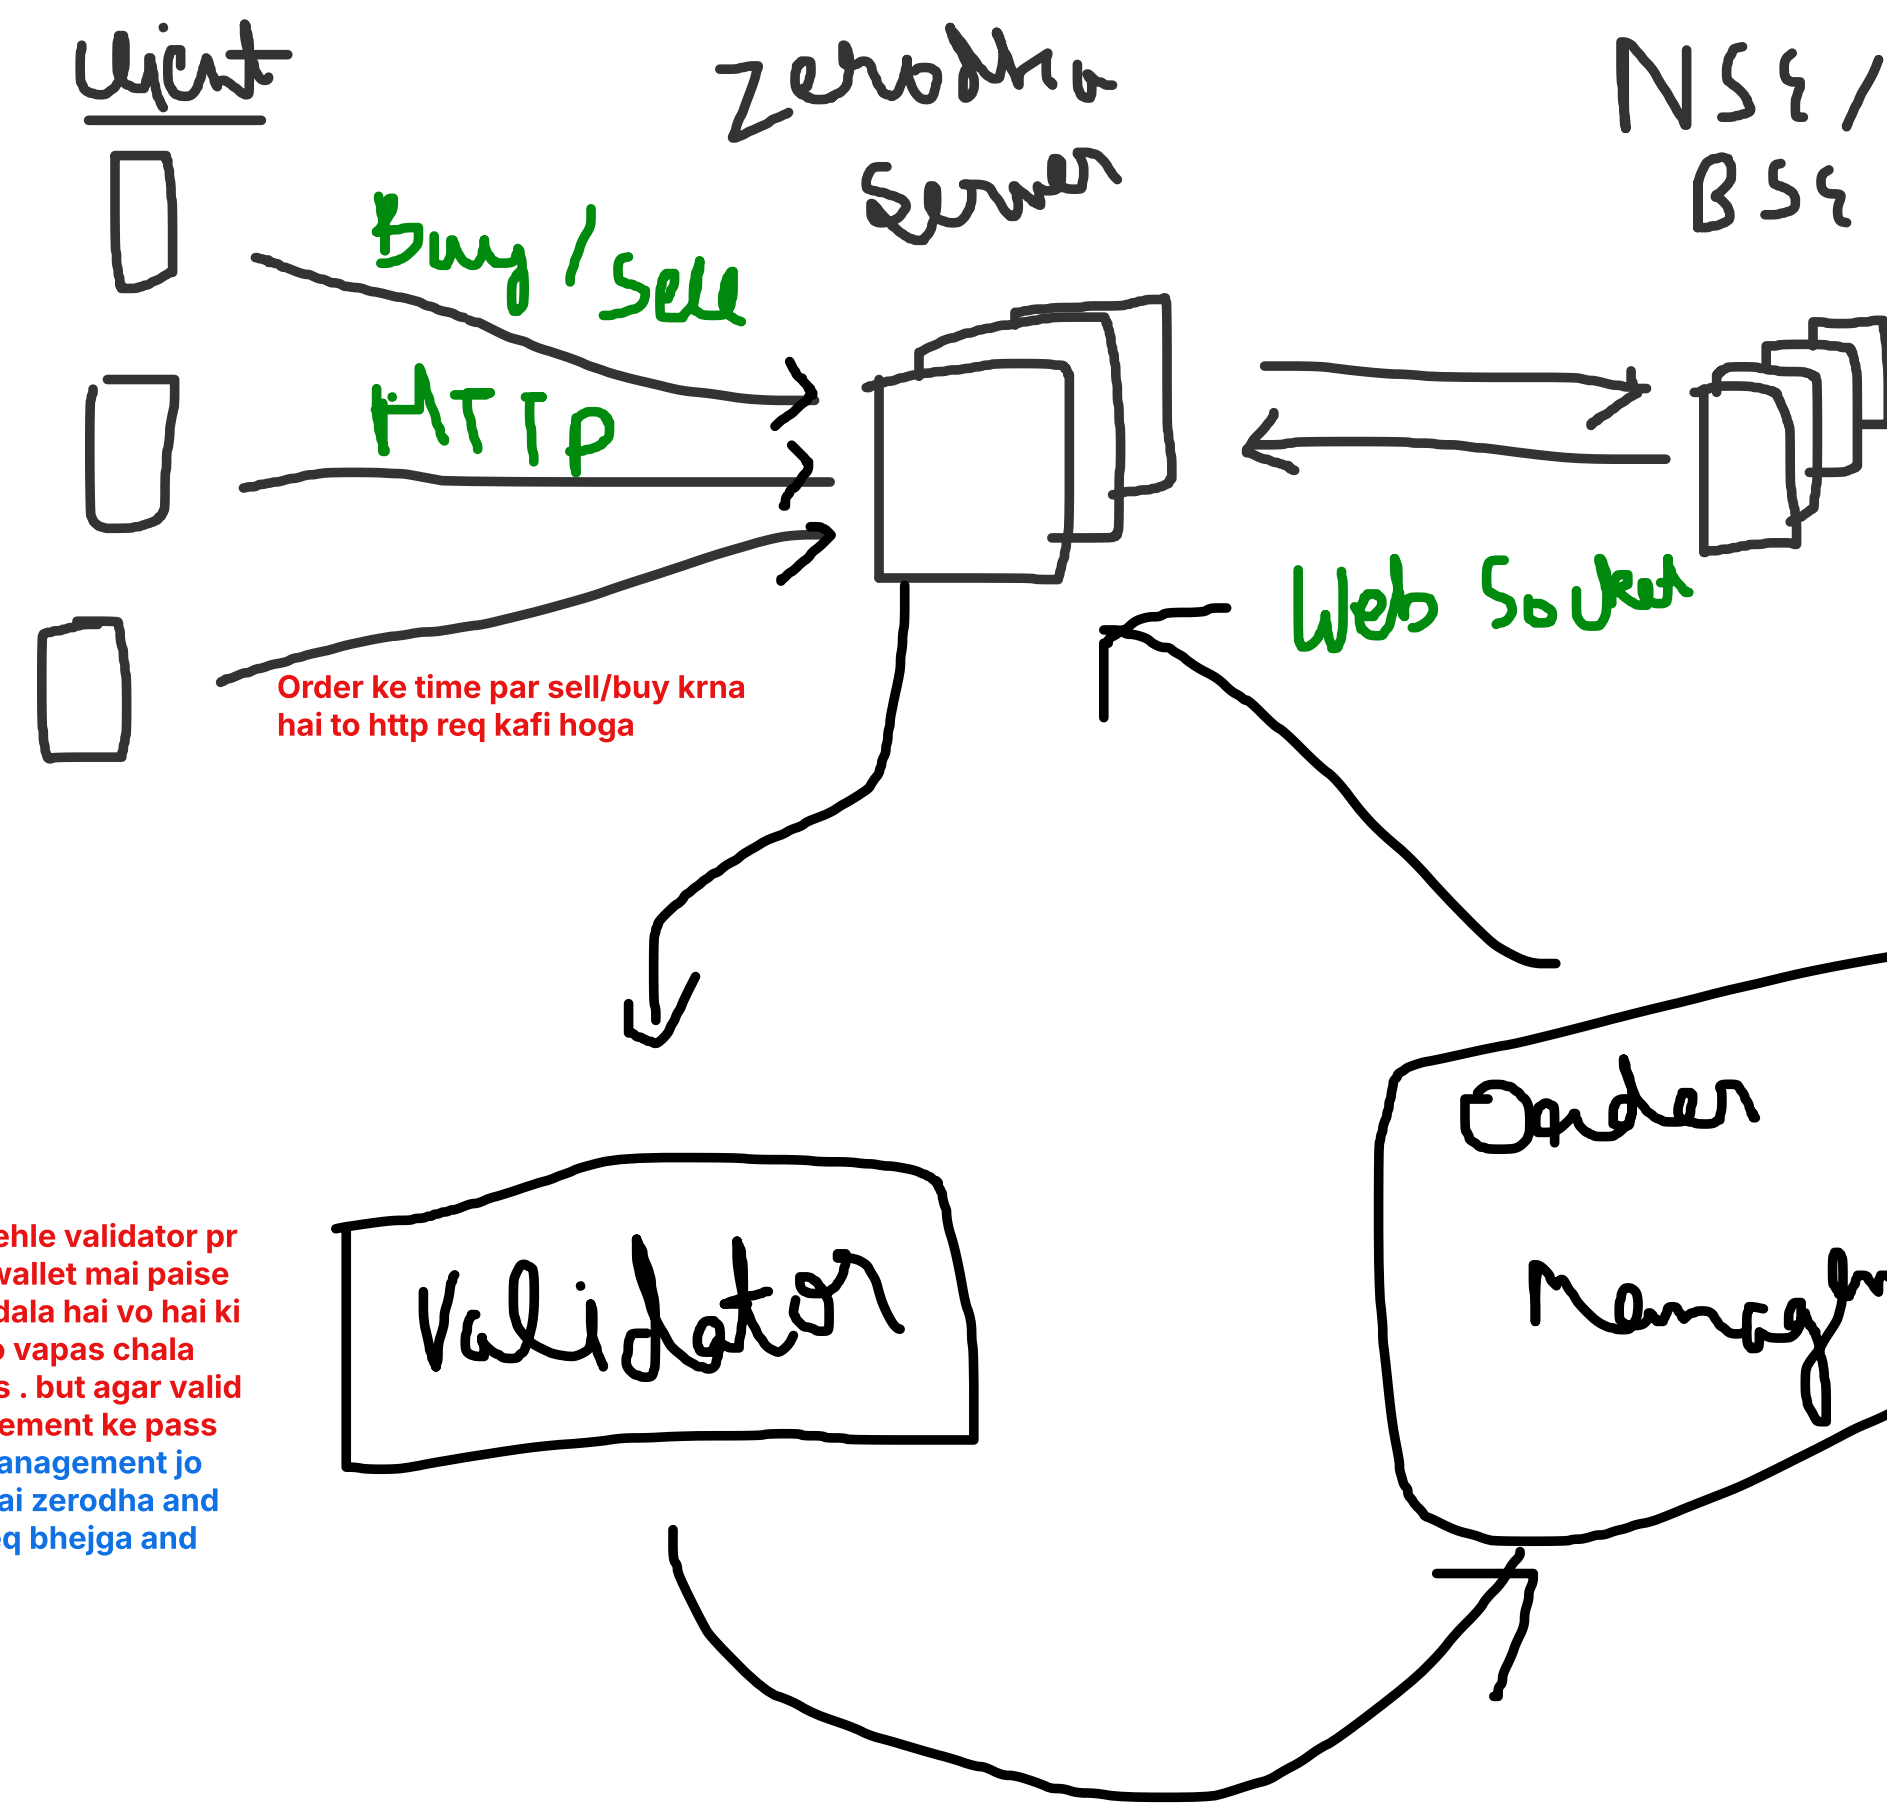 Client
Zerodha
Server
NSE/
BSE
Buy/Sell
HTTP
Web Socket
Order ke time par sell/buy krna
hai to http req kafi hoga
Order
Validator
ehle validator pr
wallet mai paise
dala hai vo hai ki
vapas chala
s . but agar valid
ement ke pass
anagement jo
ai zerodha and
eq bhejga and